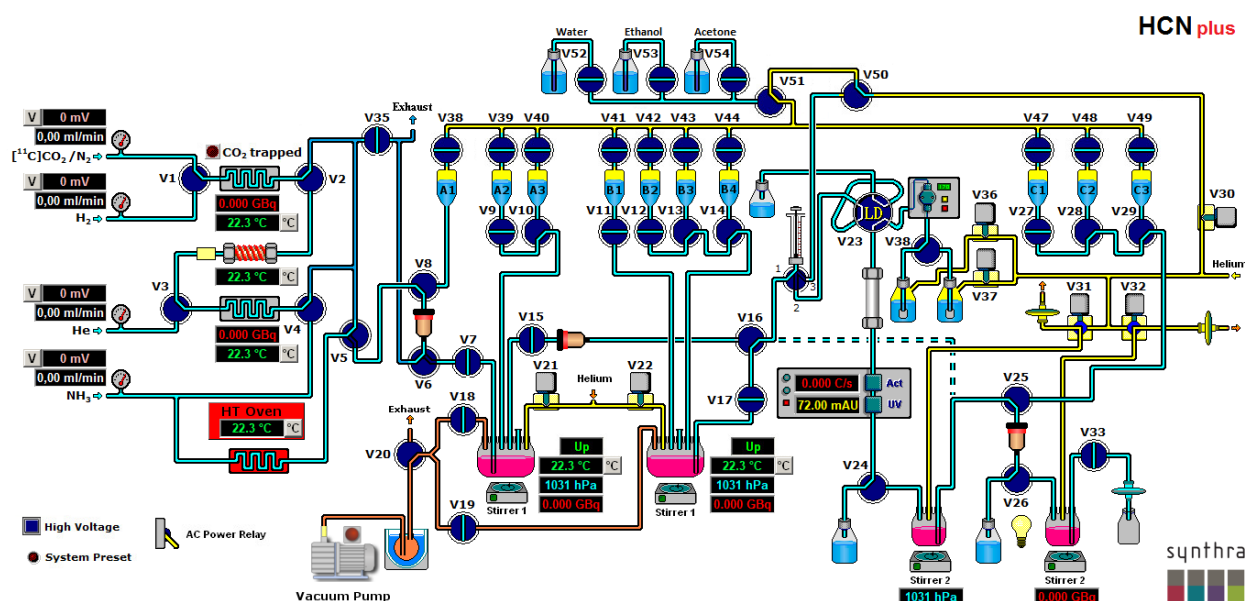 HCN plus
Water
Ethanol
Acetone
V52
V53
V54
V51
V50
V 0 mV
0,00 ml/min
[¹¹C]CO₂/N₂
V 0 mV
0,00 ml/min
H₂
V1
CO₂ trapped
V2
0.000 GBq
22.3 °C °C
V35
Exhaust
V38
V39
V40
V41
V42
V43
V44
V47
V48
V49
A1
A2
A3
B1
B2
B3
B4
C1
C2
C3
V9
V10
V11
V12
V13
V14
LD
V23
V38
V36
V37
V27
V28
V29
V30
Helium
V31
V32
22.3 °C
V3
V 0 mV
0,00 ml/min
He
V4
0.000 GBq
22.3 °C °C
V 0 mV
0,00 ml/min
NH₃
V5
V8
V6
V7
V15
V16
1
2
3
HT Oven
22.3 °C °C
V21
Helium
V22
V17
Exhaust
V18
V20
V19
Up
22.3 °C °C
1031 hPa
0.000 GBq
Stirrer 1
Up
22.3 °C °C
1031 hPa
0.000 GBq
Stirrer 1
0.000 C/s Act
72.00 mAU UV
V24
V25
V26
V33
Stirrer 2
1031 hPa
Stirrer 2
0.000 GBq
High Voltage
AC Power Relay
System Preset
Vacuum Pump
synthra